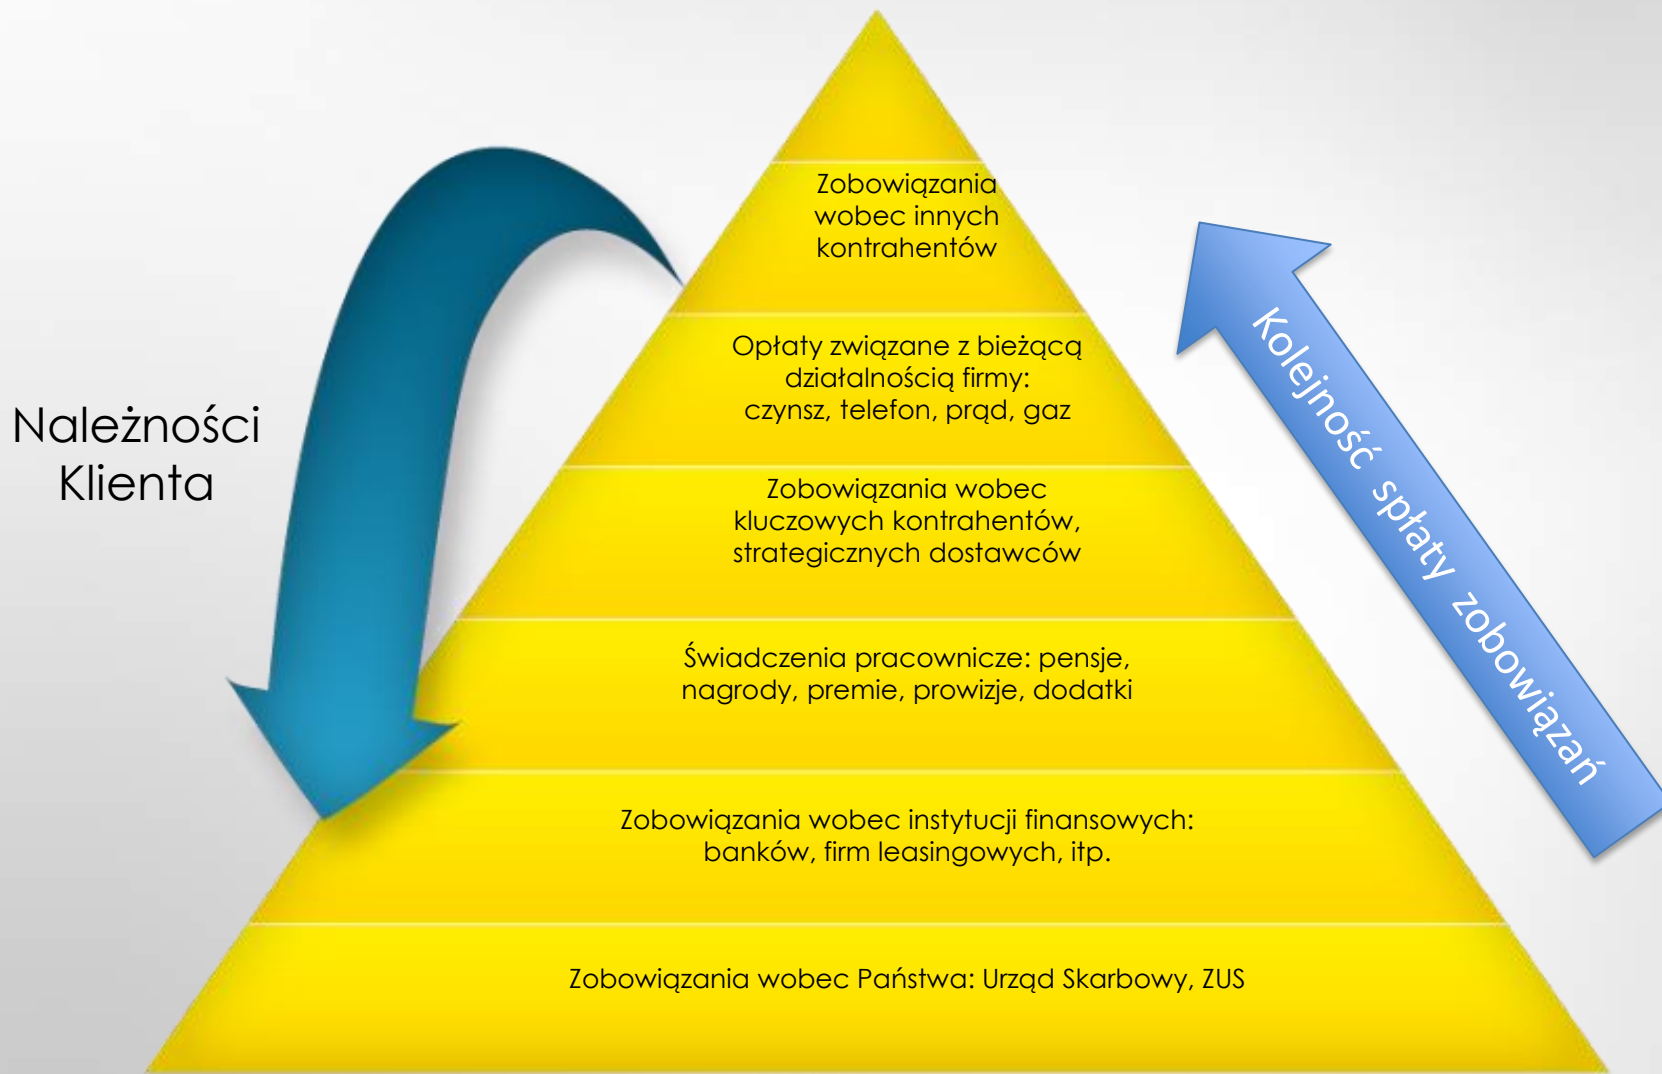 Zobowiązania
wobec innych
kontrahentów
Opłaty związane z bieżącą
działalnością firmy:
czynsz, telefon, prąd, gaz
Zobowiązania wobec
kluczowych kontrahentów,
strategicznych dostawców
Świadczenia pracownicze: pensje,
nagrody, premie, prowizje, dodatki
Zobowiązania wobec instytucji finansowych:
banków, firm leasingowych, itp.
Zobowiązania wobec Państwa: Urząd Skarbowy, ZUS
Należności
Klienta
Kolejność spłaty zobowiązań